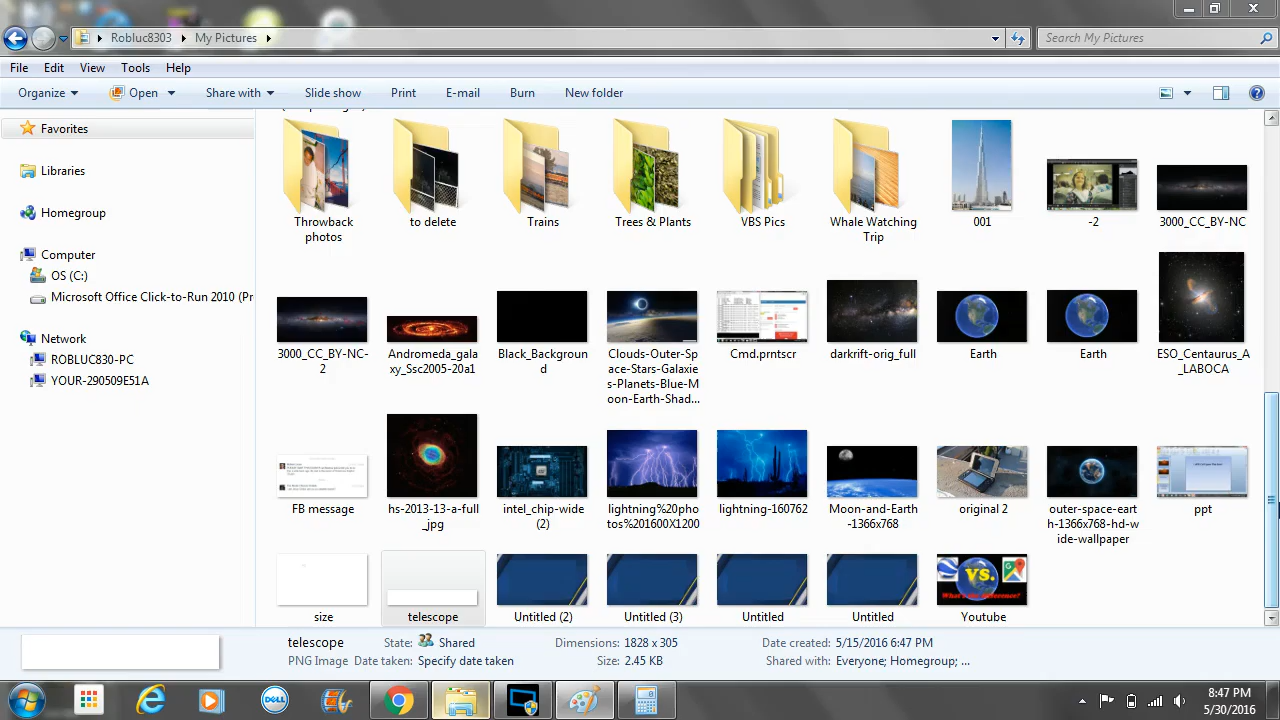 Robluc8303 My Pictures
Search My Pictures
File Edit View Tools Help
Organize Open Share with Slide show Print E-mail Burn New folder
Favorites
Libraries
Homegroup
Computer
OS (C:)
Microsoft Office Click-to-Run 2010 (Pr
Network
ROBLUC830-PC
YOUR-290509E51A
Throwback
photos
to delete
Trains
Trees & Plants
VBS Pics
Whale Watching
Trip
001
-2
3000_CC_BY-NC
3000_CC_BY-NC-
2
Andromeda_gala
xy_Ssc2005-20a1
Black_Backgroun
d
Clouds-Outer-Sp
ace-Stars-Galaxie
s-Planets-Blue-M
oon-Earth-Shad...
Cmd.prntscr
darkrift-orig_full
Earth
Earth
ESO_Centaurus_A
_LABOCA
FB message
hs-2013-13-a-full
_jpg
intel_chip-wide
(2)
lightning%20pho
tos%201600X1200
lightning-160762
Moon-and-Earth
-1366x768
original 2
outer-space-eart
h-1366x768-hd-w
ide-wallpaper
ppt
size
telescope
Untitled (2)
Untitled (3)
Untitled
Untitled
VS.
What's the difference?
Youtube
telescope State: Shared Dimensions: 1828 x 305 Date created: 5/15/2016 6:47 PM
PNG Image Date taken: Specify date taken Size: 2.45 KB Shared with: Everyone; Homegroup; ...
DELL
8:47 PM
5/30/2016